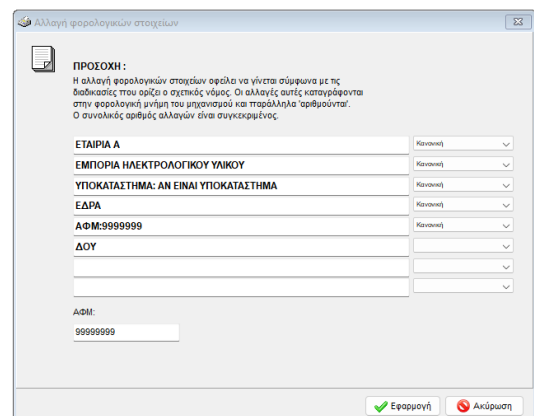 Αλλαγή φορολογικών στοιχείων
ΠΡΟΣΟΧΗ :
Η αλλαγή φορολογικών στοιχείων οφείλει να γίνεται σύμφωνα με τις
διαδικασίες που ορίζει ο σχετικός νόμος. Οι αλλαγές αυτές καταγράφονται
στην φορολογική μνήμη του μηχανισμού και παράλληλα 'αριθμούνται'.
Ο συνολικός αριθμός αλλαγών είναι συγκεκριμένος.
ΕΤΑΙΡΙΑ Α Κανονική
ΕΜΠΟΡΙΑ ΗΛΕΚΤΡΟΛΟΓΙΚΟΥ ΥΛΙΚΟΥ Κανονική
ΥΠΟΚΑΤΑΣΤΗΜΑ: ΑΝ ΕΙΝΑΙ ΥΠΟΚΑΤΑΣΤΗΜΑ Κανονική
ΕΔΡΑ Κανονική
ΑΦΜ:9999999 Κανονική
ΔΟΥ
ΑΦΜ:
99999999
Εφαρμογή Ακύρωση